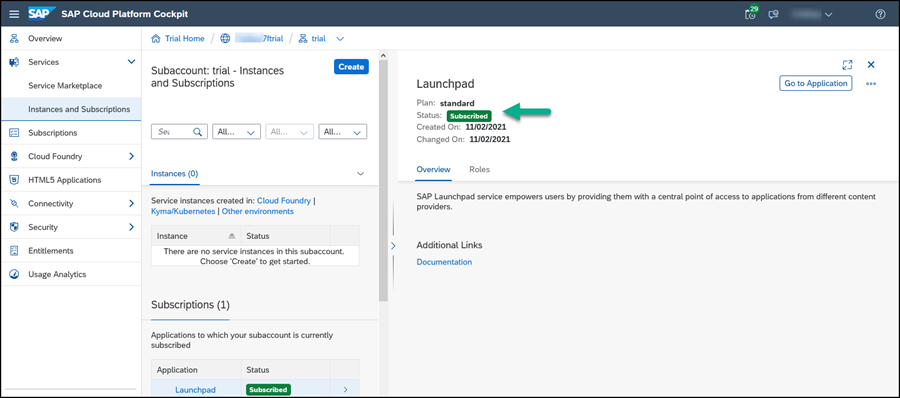 SAP
SAP Cloud Platform Cockpit
29
Overview
Services
Service Marketplace
Instances and Subscriptions
Subscriptions
Cloud Foundry
HTML5 Applications
Connectivity
Security
Entitlements
Usage Analytics
Trial Home /
7ftrial /
trial
Subaccount: trial - Instances
and Subscriptions
Create
All...
All...
All...
Instances (0)
Service instances created in: Cloud Foundry |
Kyma/Kubernetes | Other environments
Instance Status
There are no service instances in this subaccount.
Choose 'Create' to get started.
Subscriptions (1)
Applications to which your subaccount is currently
subscribed
Application Status
Launchpad Subscribed
Launchpad
Go to Application
Plan: standard
Status: Subscribed
Created On: 11/02/2021
Changed On: 11/02/2021
Overview Roles
SAP Launchpad service empowers users by providing them with a central point of access to applications from different content
providers.
Additional Links
Documentation